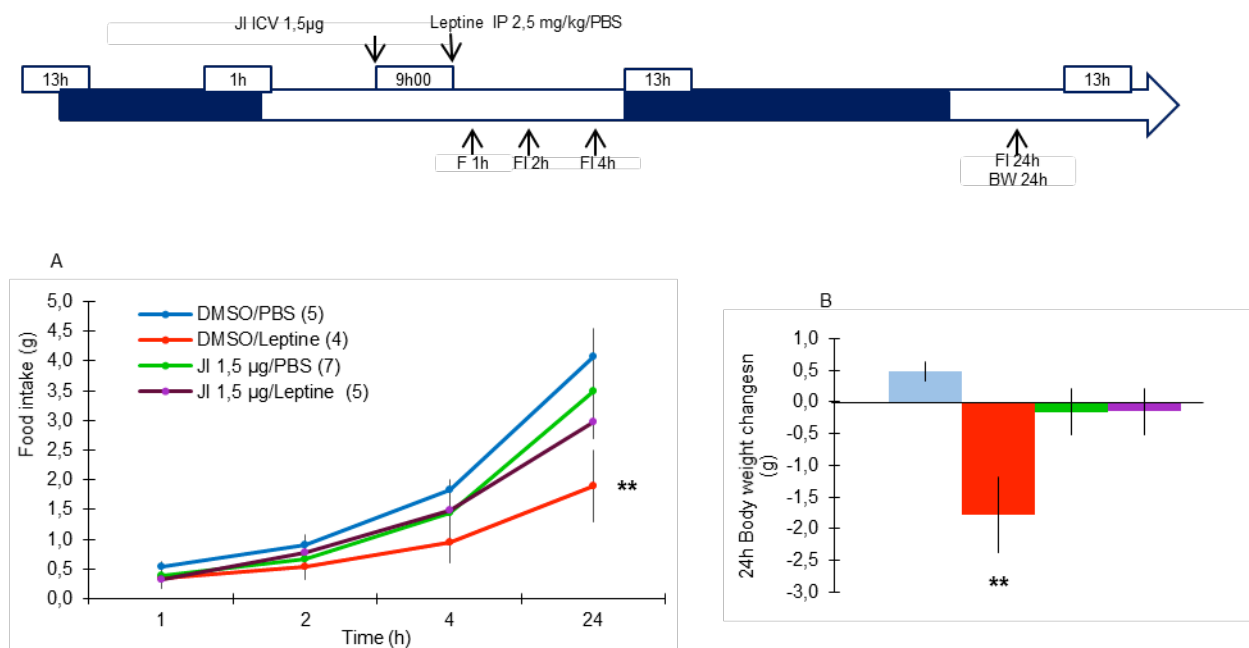 JI ICV 1,5µg
Leptine IP 2,5 mg/kg/PBS
13h
1h
9h00
13h
13h
F 1h
FI 2h
FI 4h
FI 24h
BW 24h
A
Food intake (g)
5,0
4,5
4,0
3,5
3,0
2,5
2,0
1,5
1,0
0,5
0,0
DMSO/PBS (5)
DMSO/Leptine (4)
JI 1,5 µg/PBS (7)
JI 1,5 µg/Leptine (5)
**
1
2
4
24
Time (h)
B
24h Body weight changesn
(g)
1,0
0,5
0,0
-0,5
-1,0
-1,5
-2,0
-2,5
-3,0
**